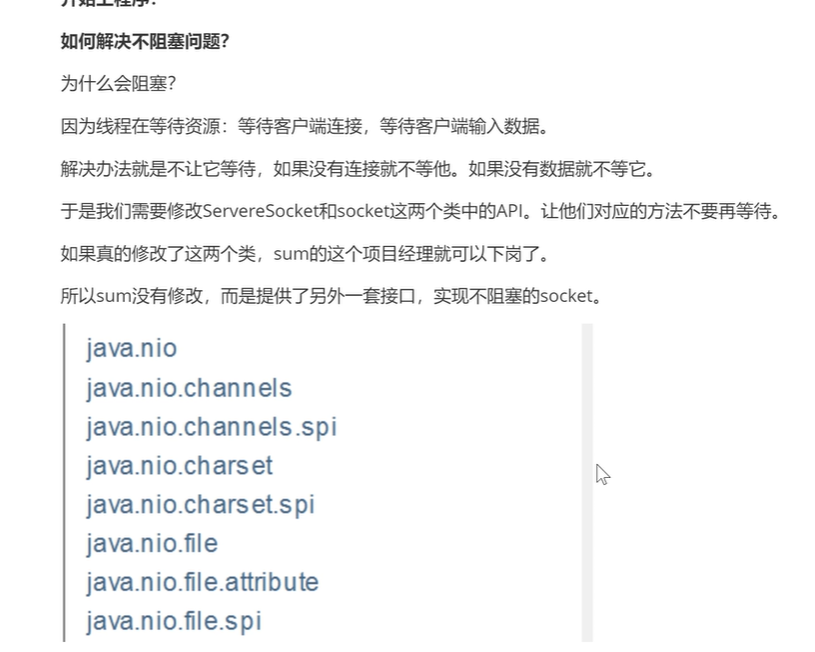 开始上程序：
如何解决不阻塞问题？
为什么会阻塞？
因为线程在等待资源：等待客户端连接，等待客户端输入数据。
解决办法就是不让它等待，如果没有连接就不等他。如果没有数据就不等它。
于是我们需要修改ServereSocket和socket这两个类中的API。让他们对应的方法不要再等待。
如果真的修改了这两个类，sum的这个项目经理就可以下岗了。
所以sum没有修改，而是提供了另外一套接口，实现不阻塞的socket。
java.nio
java.nio.channels
java.nio.channels.spi
java.nio.charset
java.nio.charset.spi
java.nio.file
java.nio.file.attribute
java.nio.file.spi